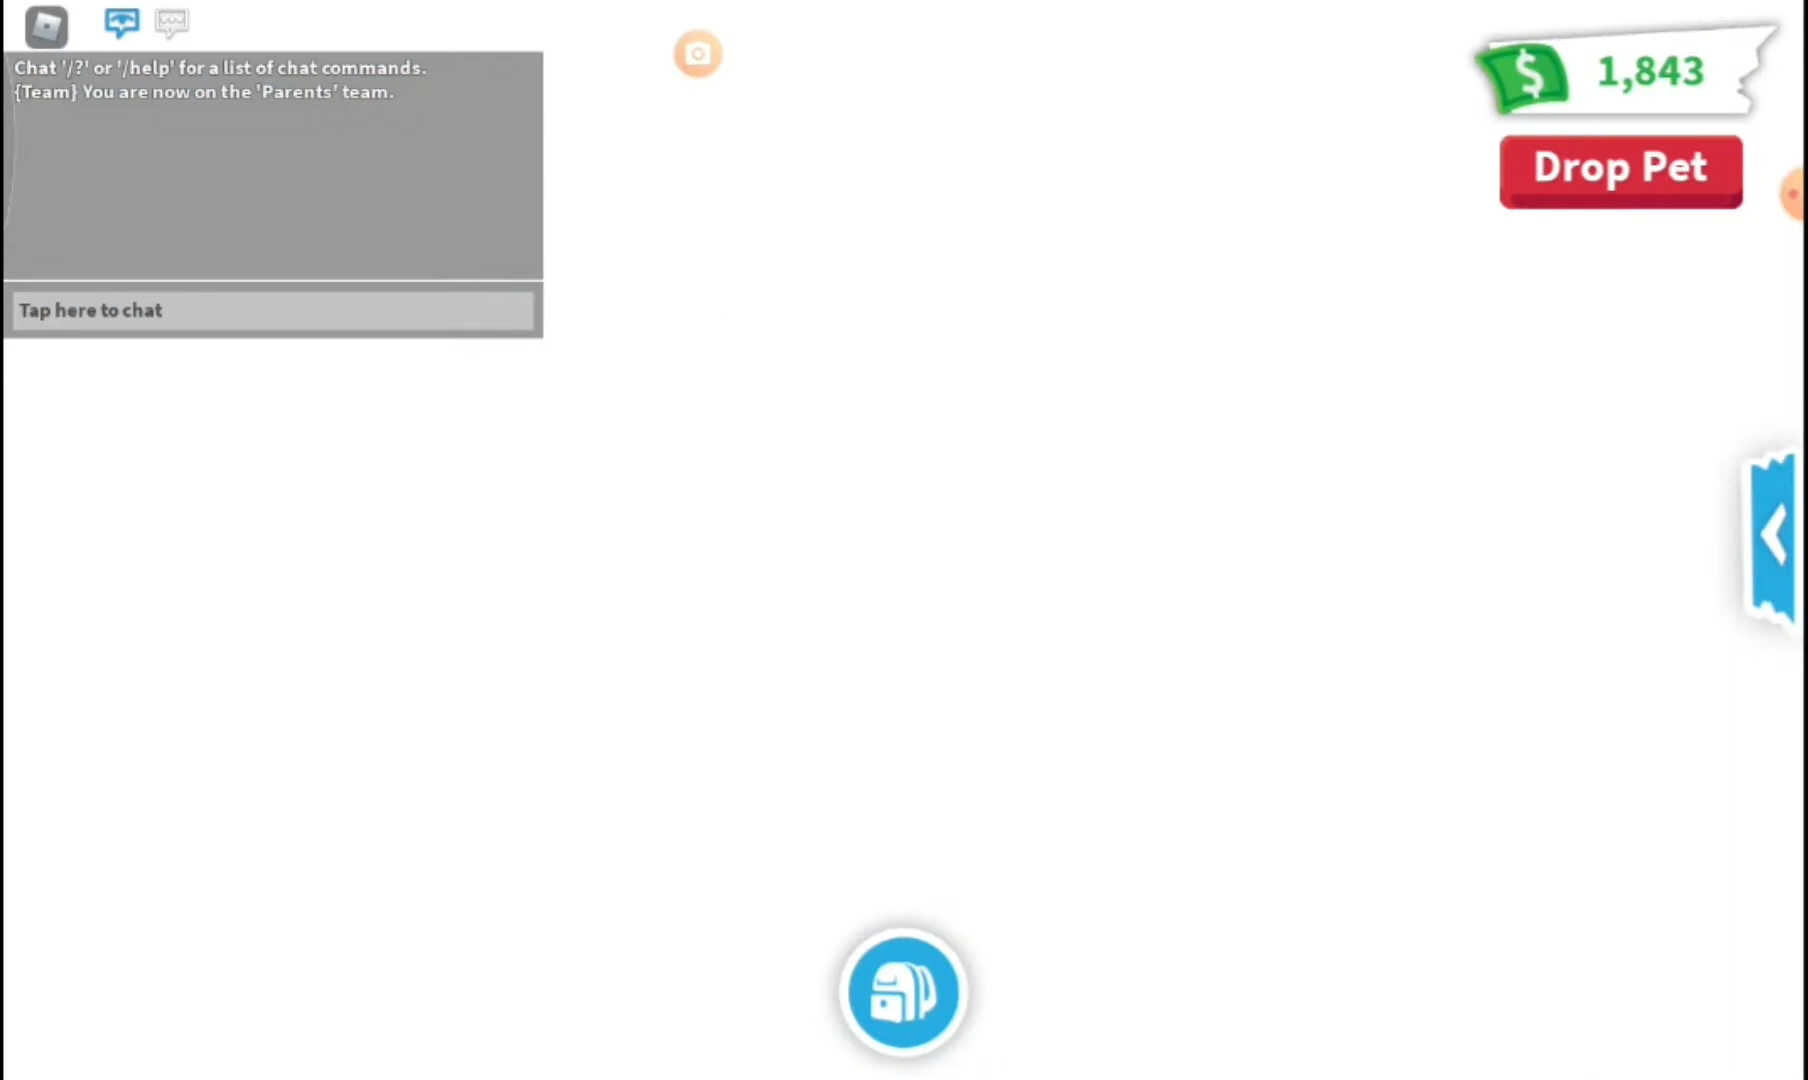 Chat '/?' or '/help' for a list of chat commands.
{Team} You are now on the 'Parents' team.
Tap here to chat
1,843
Drop Pet